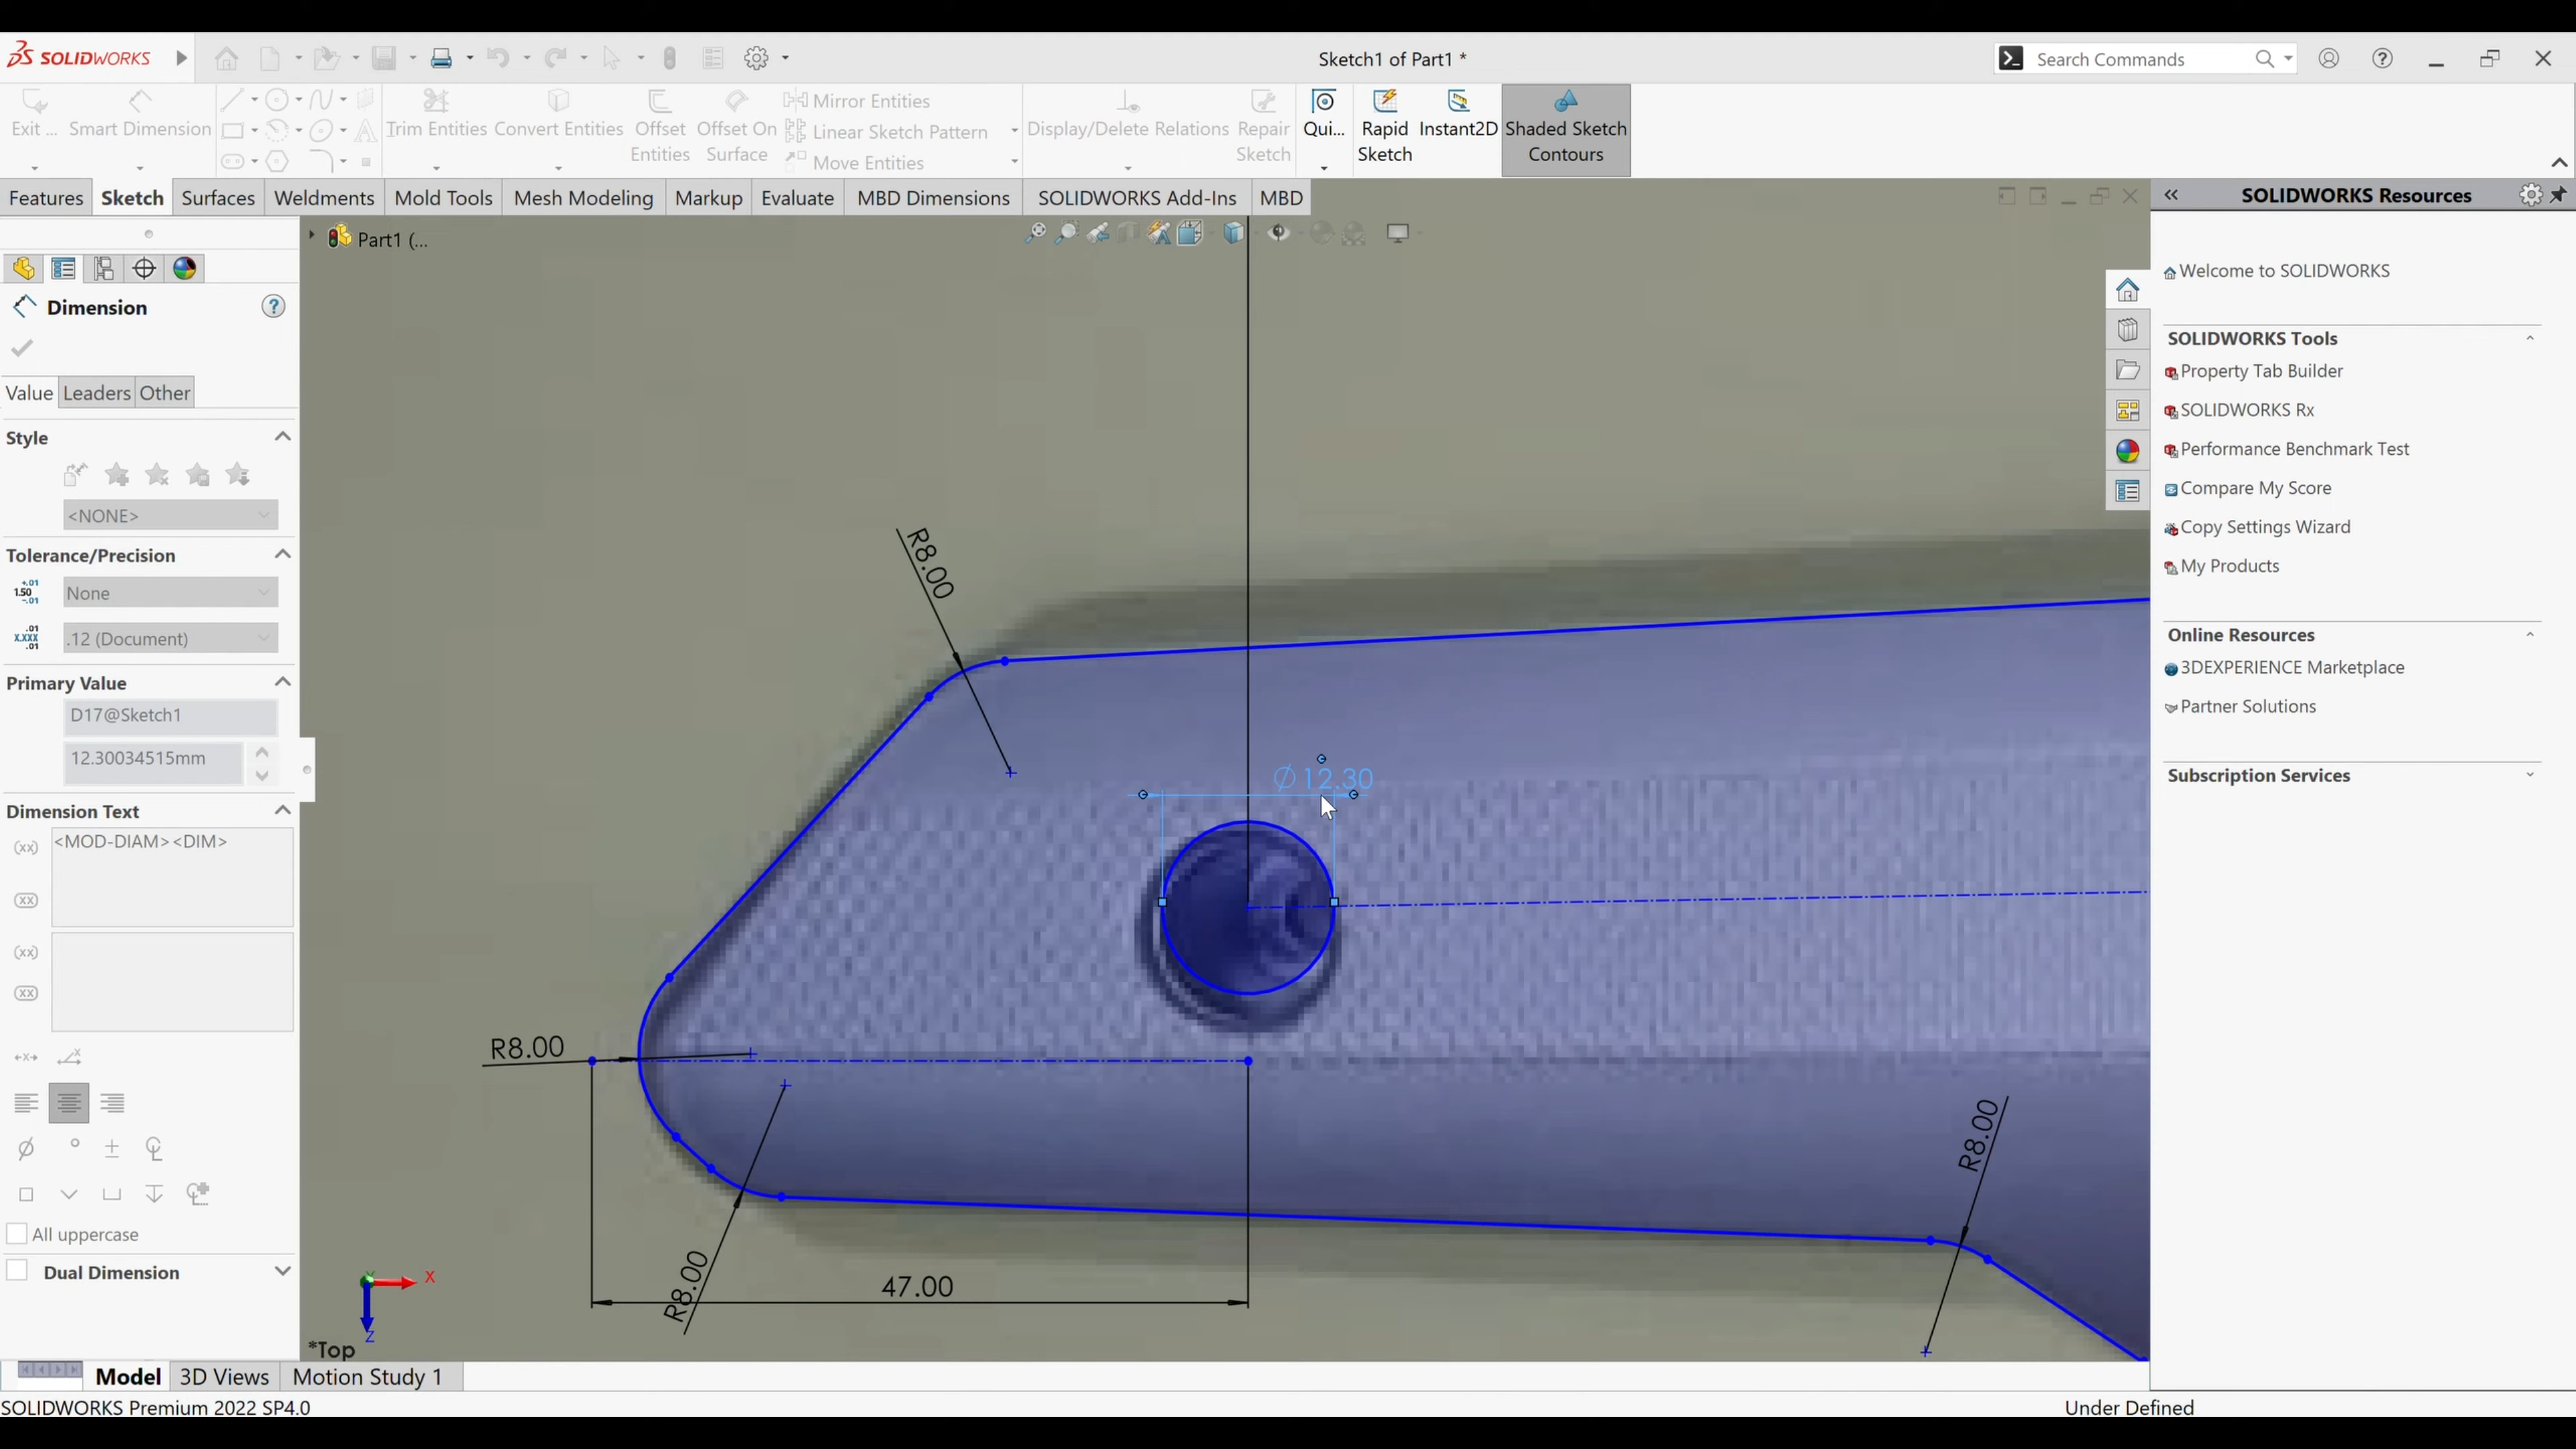 SOLIDWORKS
Sketch1 of Part1 *
Search Commands
Exit ...
Smart Dimension
Trim Entities
Convert Entities
Offset
Entities
Offset On
Surface
Mirror Entities
Linear Sketch Pattern
Move Entities
Display/Delete Relations
Repair
Sketch
Qui...
Rapid
Sketch
Instant2D
Shaded Sketch
Contours
Features
Sketch
Surfaces
Weldments
Mold Tools
Mesh Modeling
Markup
Evaluate
MBD Dimensions
SOLIDWORKS Add-Ins
MBD
Part1 (...
Dimension
Value
Leaders
Other
Style
<NONE>
Tolerance/Precision
None
.12 (Document)
Primary Value
D17@Sketch1
12.30034515mm
Dimension Text
<MOD-DIAM><DIM>
All uppercase
Dual Dimension
R8.00
∅12.30
R8.00
R8.00
47.00
R8.00
X
Y
Z
*Top
SOLIDWORKS Resources
Welcome to SOLIDWORKS
SOLIDWORKS Tools
Property Tab Builder
SOLIDWORKS Rx
Performance Benchmark Test
Compare My Score
Copy Settings Wizard
My Products
Online Resources
3DEXPERIENCE Marketplace
Partner Solutions
Subscription Services
Model
3D Views
Motion Study 1
SOLIDWORKS Premium 2022 SP4.0
Under Defined